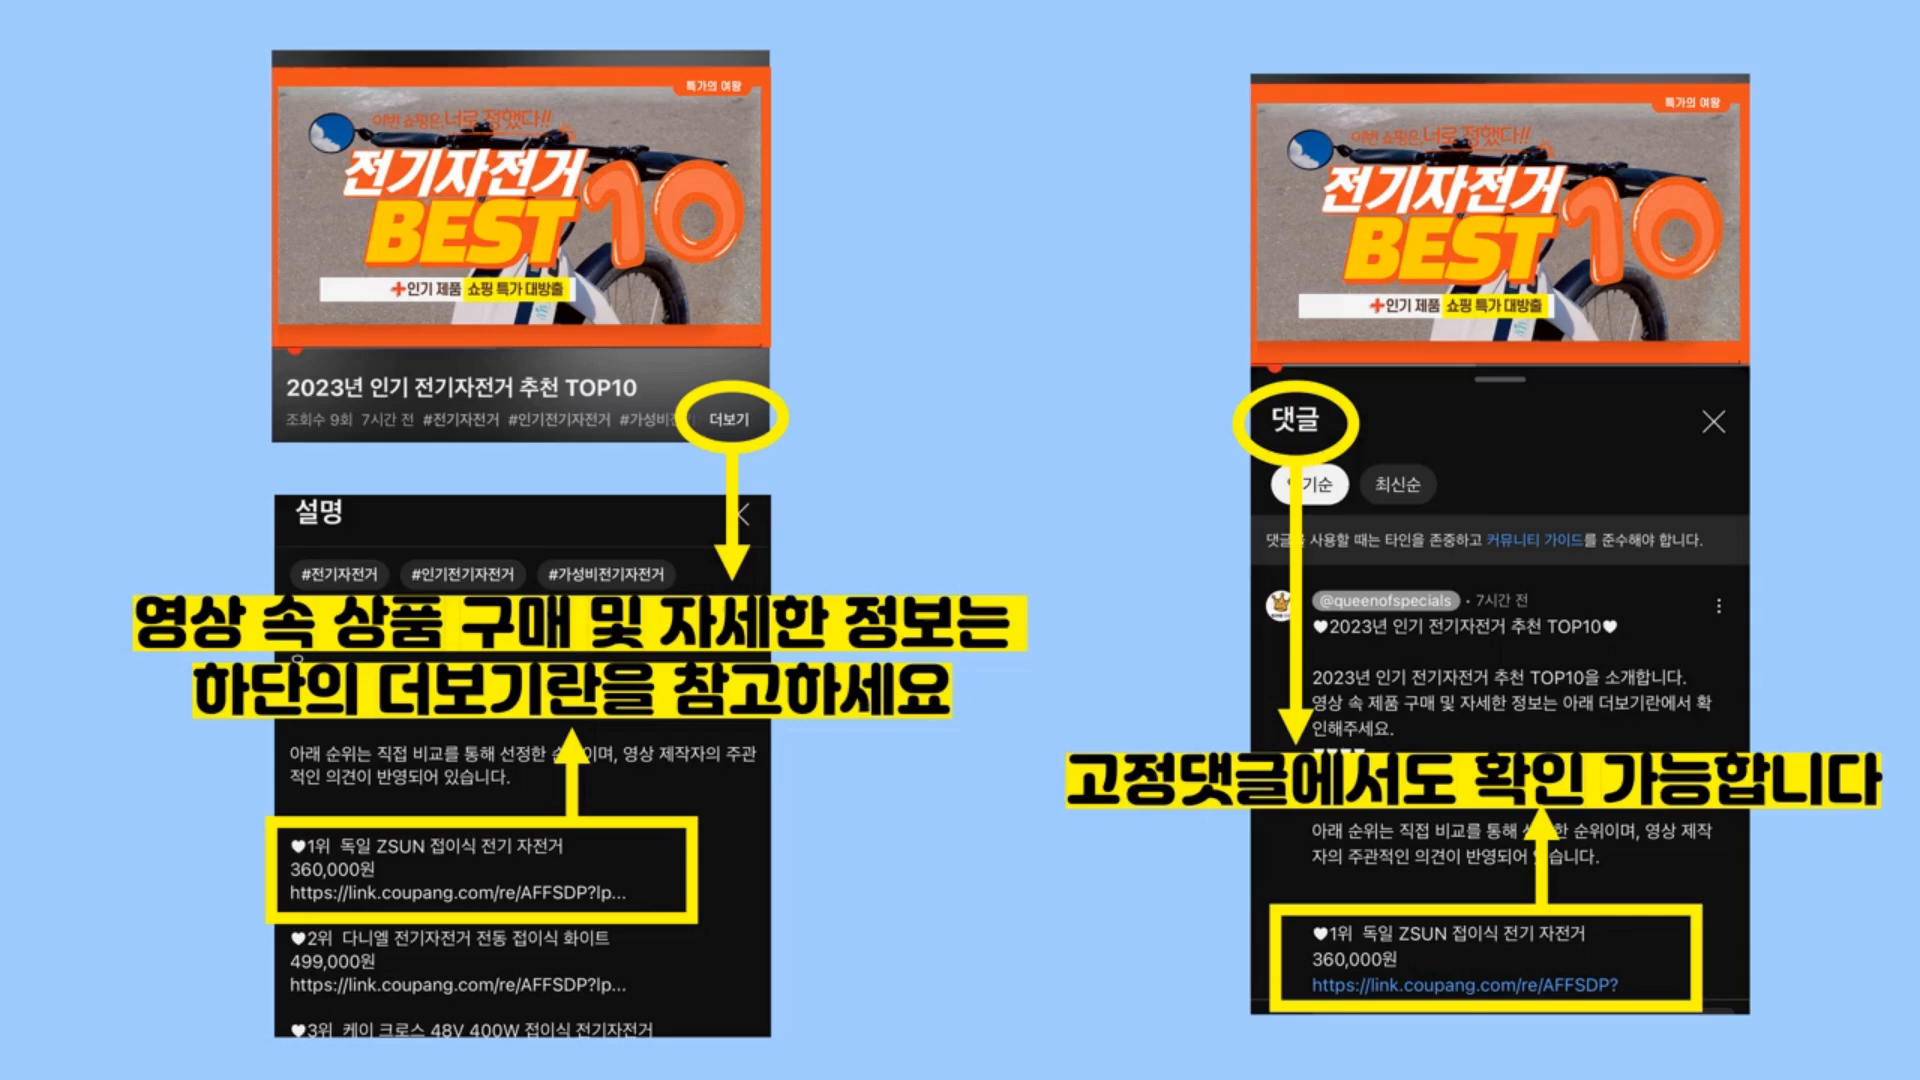 특가의 여왕
이번 쇼핑은,너로 정했다!!
전기자전거
BEST 10
+인기 제품 쇼핑 특가 대방출
2023년 인기 전기자전거 추천 TOP10
조회수 9회 7시간 전 #전기자전거 #인기전기자전거 #가성비 더보기
설명
#전기자전거 #인기전기자전거 #가성비전기자전거
영상 속 상품 구매 및 자세한 정보는
하단의 더보기란을 참고하세요
아래 순위는 직접 비교를 통해 선정한 이며, 영상 제작자의 주관
적인 의견이 반영되어 있습니다.
♥1위 독일 ZSUN 접이식 전기 자전거
360,000원
https://link.coupang.com/re/AFFSDP?lp...
♥2위 다니엘 전기자전거 전동 접이식 화이트
499,000원
https://link.coupang.com/re/AFFSDP?lp...
♥3위 케이 크로스 48V 400W 접이식 전기자전거
특가의 여왕
이번 쇼핑은,너로 정했다!!
전기자전거
BEST 10
+인기 제품 쇼핑 특가 대방출
댓글
기순 최신순
댓글 사용할 때는 타인을 존중하고 커뮤니티 가이드를 준수해야 합니다.
@queenofspecials · 7시간 전
♥2023년 인기 전기자전거 추천 TOP10♥
2023년 인기 전기자전거 추천 TOP10을 소개합니다.
영상 속 제품 구매 및 자세한 정보는 아래 더보기란에서 확
인해주세요.
고정댓글에서도 확인 가능합니다
아래 순위는 직접 비교를 통해 한 순위이며, 영상 제작
자의 주관적인 의견이 반영되어 습니다.
♥1위 독일 ZSUN 접이식 전기 자전거
360,000원
https://link.coupang.com/re/AFFSDP?